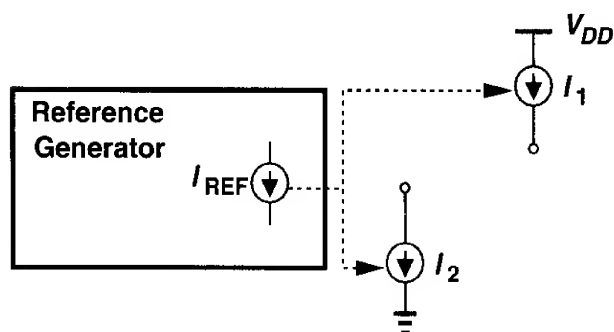 V_DD
Reference
Generator
I_1
I_REF
I_2